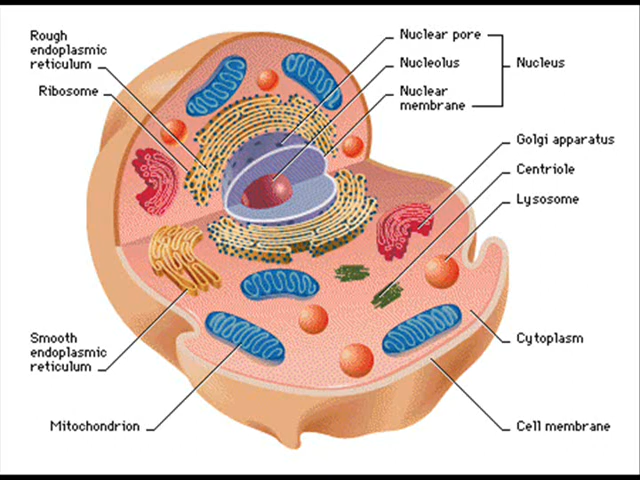 Rough
endoplasmic
reticulum
Ribosome
Smooth
endoplasmic
reticulum
Mitochondrion
Nuclear pore
Nucleolus
Nuclear
membrane
Nucleus
Golgi apparatus
Centriole
Lysosome
Cytoplasm
Cell membrane